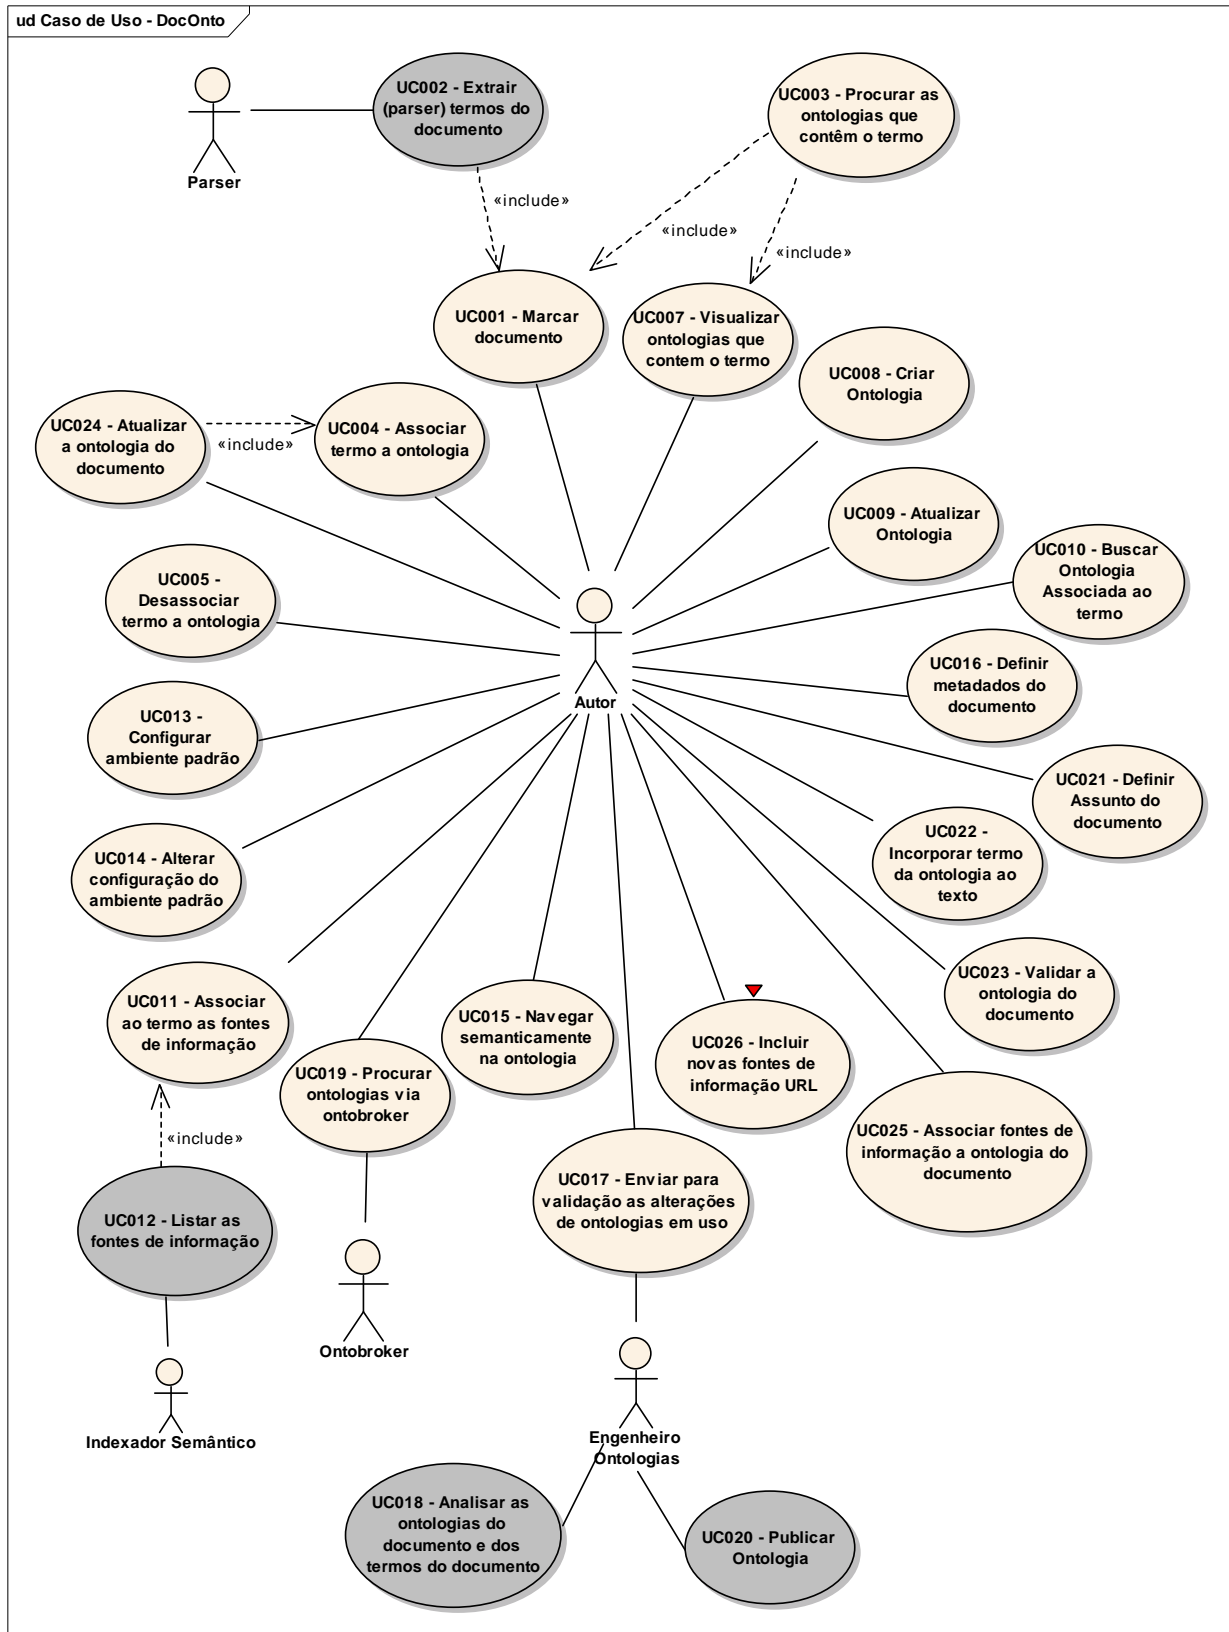 ud Caso de Uso - DocOnto
UC002 - Extrair
(parser) termos do
documento
UC003 - Procurar as
ontologias que
contêm o termo
Parser
«include»
«include»
«include»
UC001 - Marcar
documento
UC007 - Visualizar
ontologias que
contem o termo
UC008 - Criar
Ontologia
UC024 - Atualizar
a ontologia do
documento
«include»
UC004 - Associar
termo a ontologia
UC009 - Atualizar
Ontologia
UC010 - Buscar
Ontologia
Associada ao
termo
UC005 -
Desassociar
termo a ontologia
UC016 - Definir
metadados do
documento
Autor
UC013 -
Configurar
ambiente padrão
UC021 - Definir
Assunto do
documento
UC014 - Alterar
configuração do
ambiente padrão
UC022 -
Incorporar termo
da ontologia ao
texto
UC023 - Validar a
ontologia do
documento
UC011 - Associar
ao termo as fontes
de informação
UC015 - Navegar
semanticamente
na ontologia
UC026 - Incluir
novas fontes de
informação URL
UC019 - Procurar
ontologias via
ontobroker
«include»
UC025 - Associar fontes de
informação a ontologia do
documento
UC017 - Enviar para
validação as alterações
de ontologias em uso
UC012 - Listar as
fontes de informação
Ontobroker
Indexador Semântico
Engenheiro
Ontologias
UC018 - Analisar as
ontologias do
documento e dos
termos do documento
UC020 - Publicar
Ontologia